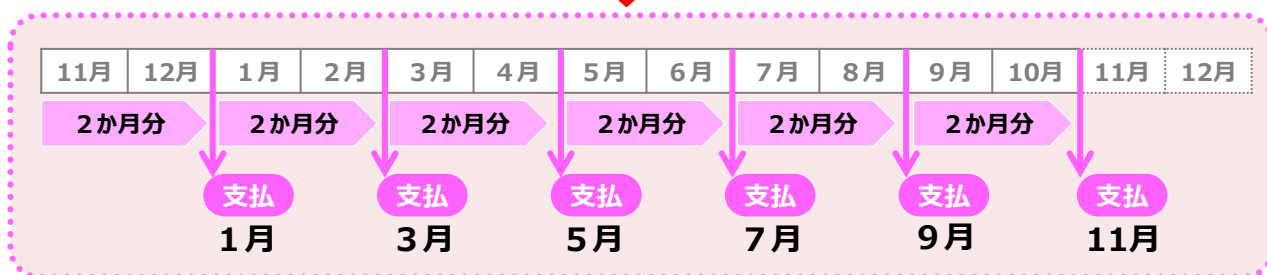 11月 12月 1月 2月 3月 4月 5月 6月 7月 8月 9月 10月 11月 12月
2か月分 2か月分 2か月分 2か月分 2か月分 2か月分
支払 支払 支払 支払 支払 支払
1月 3月 5月 7月 9月 11月